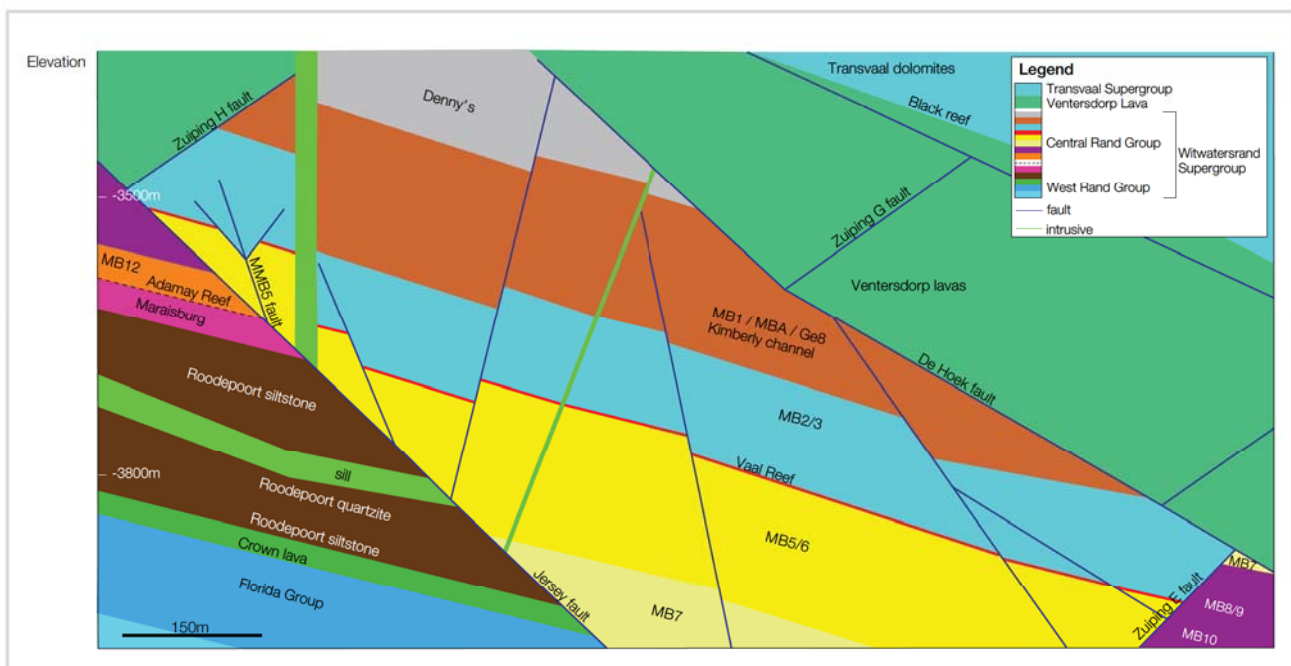 Elevation
Transvaal dolomites
Black reef
Denny's
Zuiping H fault
-3500m
Zuiping G fault
MB12
Adamay Reef
MMB5 fault
Maraisburg
Ventersdorp lavas
MB1 / MBA / Ge8
Kimberly channel
De Hoek fault
Roodepoort siltstone
MB2/3
-3800m
sill
Vaal Reef
Roodepoort quartzite
Roodepoort siltstone
MB5/6
Crown lava
MB7
Florida Group
Jersey fault
MB7
Zuiping E fault
MB8/9
MB10
150m
Legend
Transvaal Supergroup
Ventersdorp Lava
Central Rand Group
Witwatersrand
Supergroup
West Rand Group
fault
intrusive